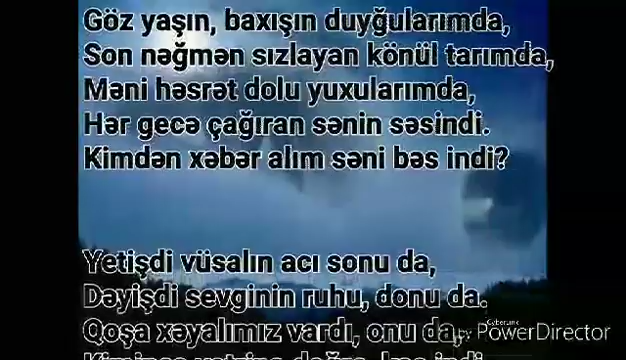 Göz yaşın, baxışın duyğularımda,
Son nəğmən sızlayan könül tarımda,
Məni həsrət dolu yuxularımda,
Hər gecə çağıran sənin səsindi.
Kimdən xəbər alım səni bəs indi?
Yetişdi vüsalın acı sonu da,
Dəyişdi sevginin ruhu, donu da.
Qoşa xəyalımız vardı, onu da,
PowerDirector